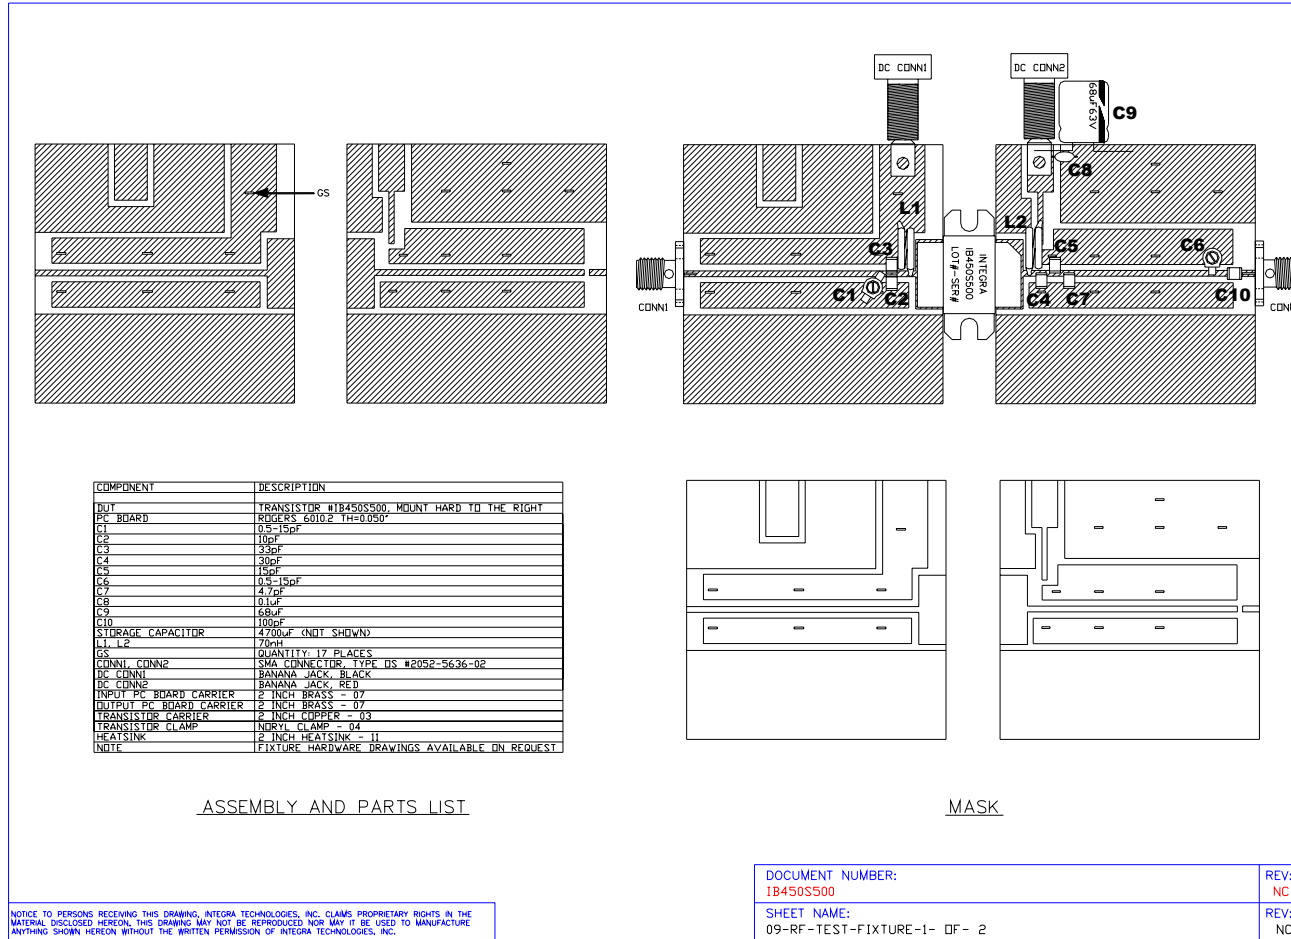 DC CONN1
DC CONN2
68uF 63V
C9
C8
GS
L1
L2
C3
C5
C6
INTEGRA
IB450S500
LOT#-SER#
C1
C2
C4
C7
C10
CONN1
CON
COMPONENT DESCRIPTION
DUT TRANSISTOR #IB450S500, MOUNT HARD TO THE RIGHT
PC BOARD ROGERS 6010.2 TH=0.050"
C1 0.5-15pF
C2 10pF
C3 33pF
C4 30pF
C5 15pF
C6 0.5-15pF
C7 4.7pF
C8 0.1uF
C9 68uF
C10 100pF
STORAGE CAPACITOR 4700uF (NOT SHOWN)
L1, L2 70nH
GS QUANTITY: 17 PLACES
CONN1, CONN2 SMA CONNECTOR, TYPE OS #2052-5636-02
DC CONN1 BANANA JACK, BLACK
DC CONN2 BANANA JACK, RED
INPUT PC BOARD CARRIER 2 INCH BRASS - 07
OUTPUT PC BOARD CARRIER 2 INCH BRASS - 07
TRANSISTOR CARRIER 2 INCH COPPER - 03
TRANSISTOR CLAMP NORYL CLAMP - 04
HEATSINK 2 INCH HEATSINK - 11
NOTE FIXTURE HARDWARE DRAWINGS AVAILABLE ON REQUEST
ASSEMBLY AND PARTS LIST
MASK
DOCUMENT NUMBER:
IB450S500
REV:
NC
SHEET NAME:
09-RF-TEST-FIXTURE-1- OF- 2
REV:
NO
NOTICE TO PERSONS RECEIVING THIS DRAWING, INTEGRA TECHNOLOGIES, INC. CLAIMS PROPRIETARY RIGHTS IN THE
MATERIAL DISCLOSED HEREON, THIS DRAWING MAY NOT BE REPRODUCED NOR MAY IT BE USED TO MANUFACTURE
ANYTHING SHOWN HEREON WITHOUT THE WRITTEN PERMISSION OF INTEGRA TECHNOLOGIES, INC.